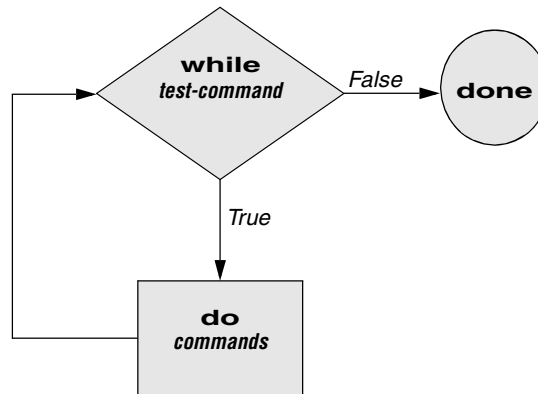 while
test-command
False
done
True
do
commands